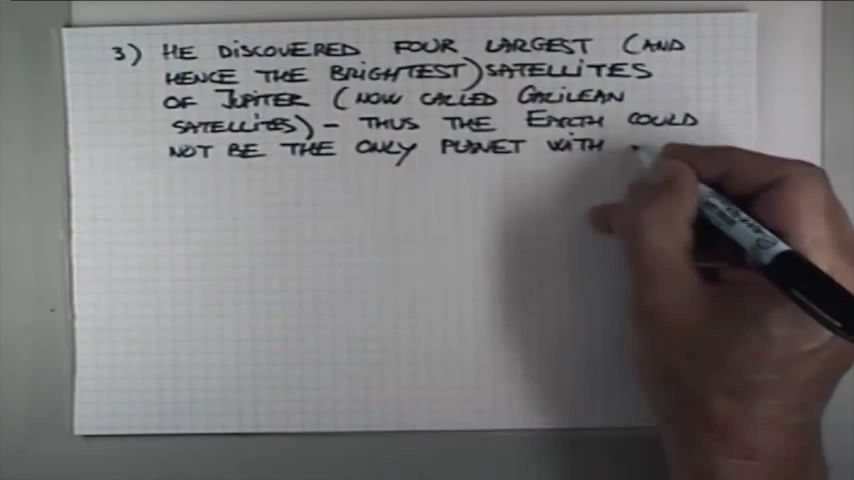 3) HE DISCOVERED FOUR LARGEST (AND
HENCE THE BRIGHTEST) SATELLITES
OF JUPITER (NOW CALLED GALILEAN
SATELLITES) - THUS THE EARTH COULD
NOT BE THE ONLY PLANET WITH